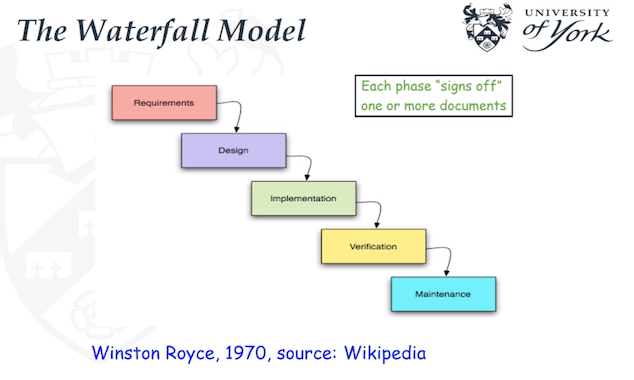 The Waterfall Model
UNIVERSITY
of York
Each phase “signs off”
one or more documents
Requirements
Design
Implementation
Verification
Maintenance
Winston Royce, 1970, source: Wikipedia